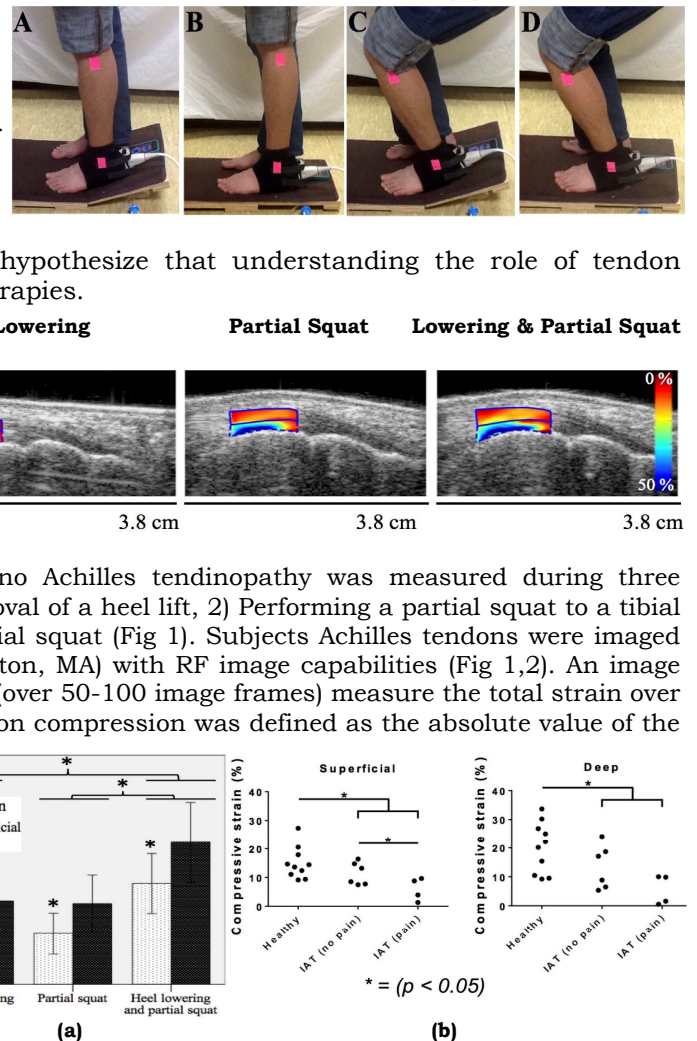 A B C D
hypothesize that understanding the role of tendon
rapies.
Lowering Partial Squat Lowering & Partial Squat
0 %
50 %
3.8 cm 3.8 cm 3.8 cm
no Achilles tendinopathy was measured during three
oval of a heel lift, 2) Performing a partial squat to a tibial
ial squat (Fig 1). Subjects Achilles tendons were imaged
ton, MA) with RF image capabilities (Fig 1,2). An image
(over 50-100 image frames) measure the total strain over
on compression was defined as the absolute value of the
*
*
n
icial
*
*
ng Partial squat Heel lowering
and partial squat
(a)
Superficial
Compressive strain (%)
40
30
20
10
0
*
*
Healthy
IAT (no pain)
IAT (pain)
Deep
Compressive strain (%)
40
30
20
10
0
*
Healthy
IAT (no pain)
IAT (pain)
* = (p < 0.05)
(b)